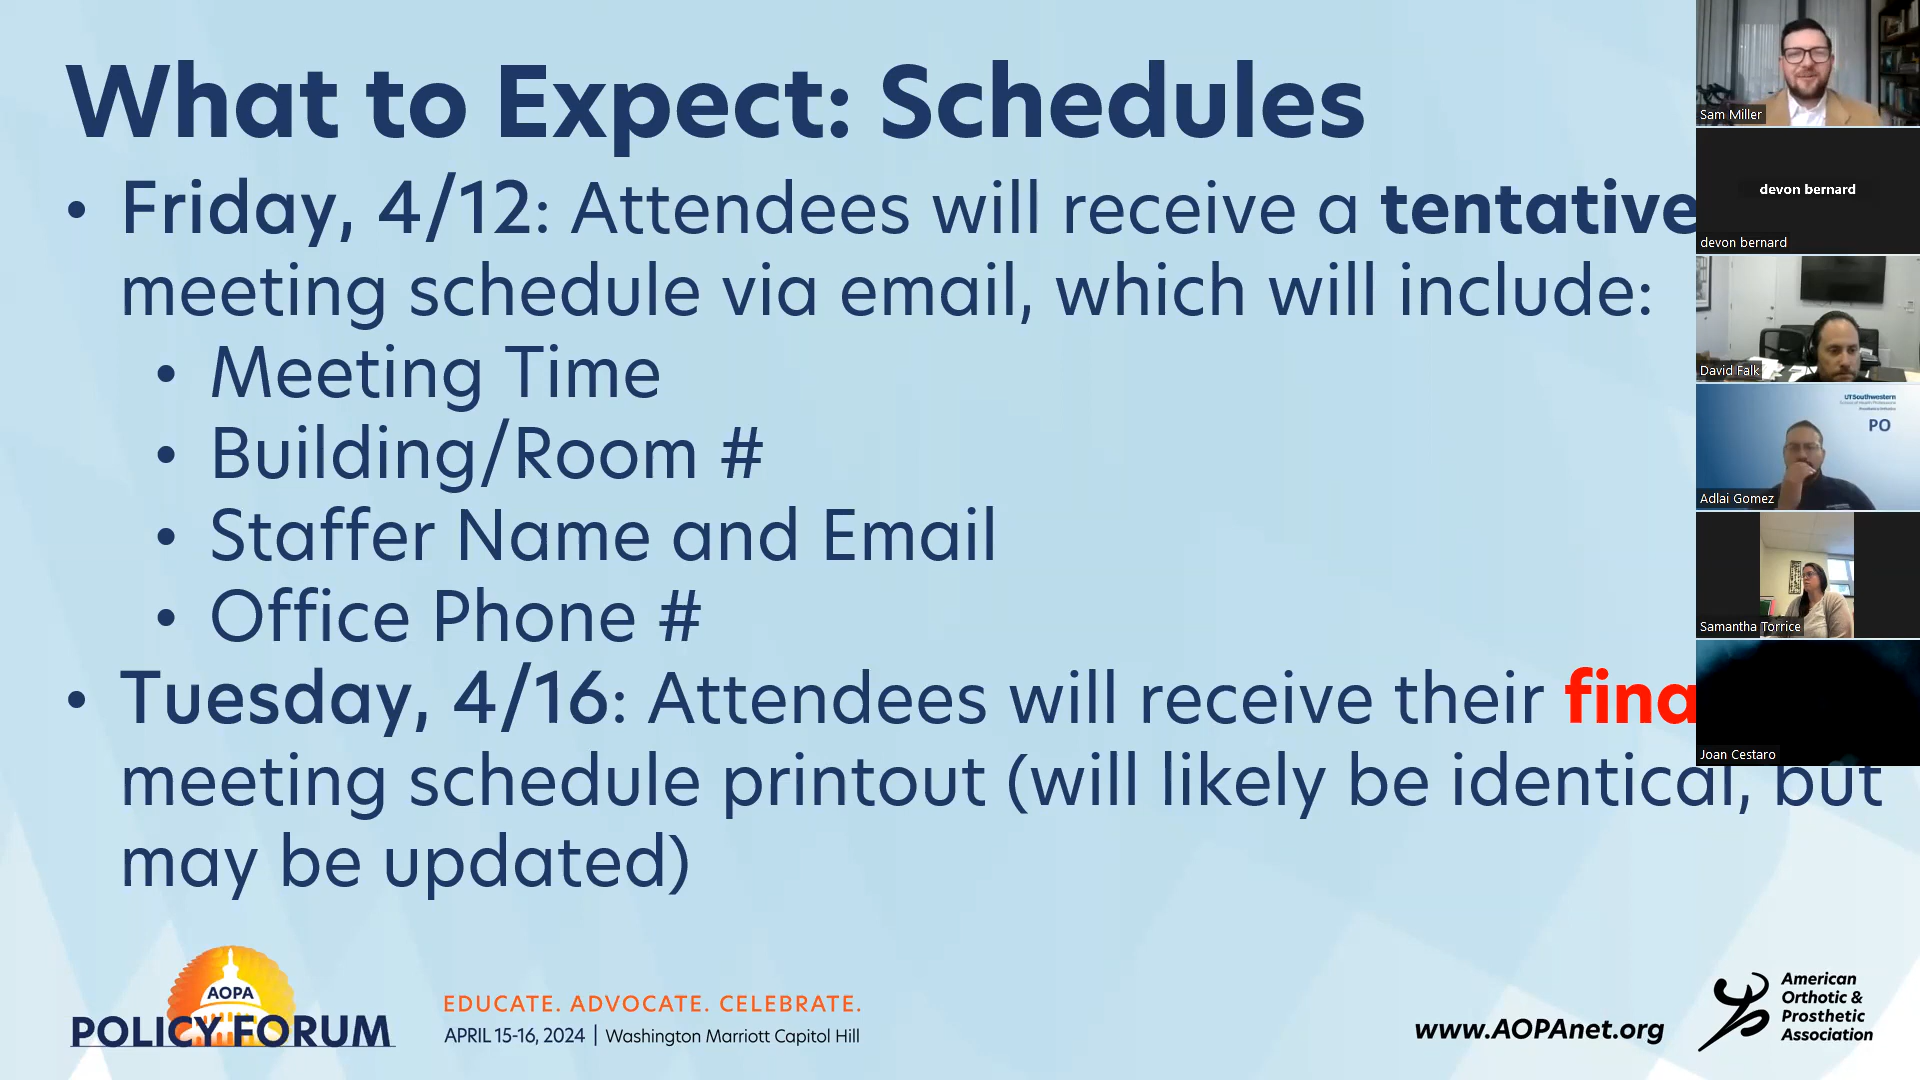 What to Expect: Schedules
• Friday, 4/12: Attendees will receive a tentative
meeting schedule via email, which will include:
• Meeting Time
• Building/Room #
• Staffer Name and Email
• Office Phone #
• Tuesday, 4/16: Attendees will receive their fina
meeting schedule printout (will likely be identical, but
may be updated)
AOPA
POLICY FORUM
EDUCATE. ADVOCATE. CELEBRATE.
APRIL 15-16, 2024 | Washington Marriott Capitol Hill
www.AOPAnet.org
American
Orthotic &
Prosthetic
Association
Sam Miller
devon bernard
devon bernard
David Falk
UTSouthwestern
PO
Adlai Gomez
Samantha Torrice
Joan Cestaro